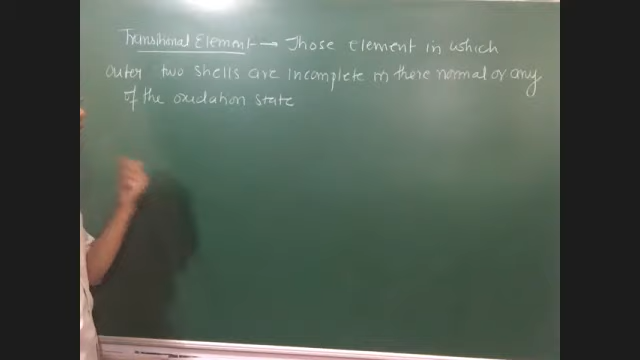 Transitional Element → Those element in which
outer two shells are incomplete in there normal or any
of the oxidation state